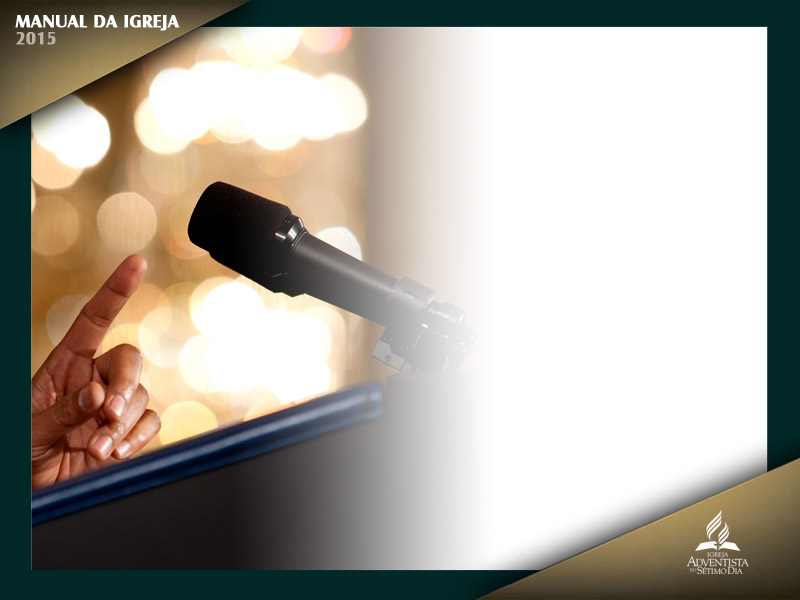 MANUAL DA IGREJA
2015
IGREJA
ADVENTISTA
DO SÉTIMO DIA